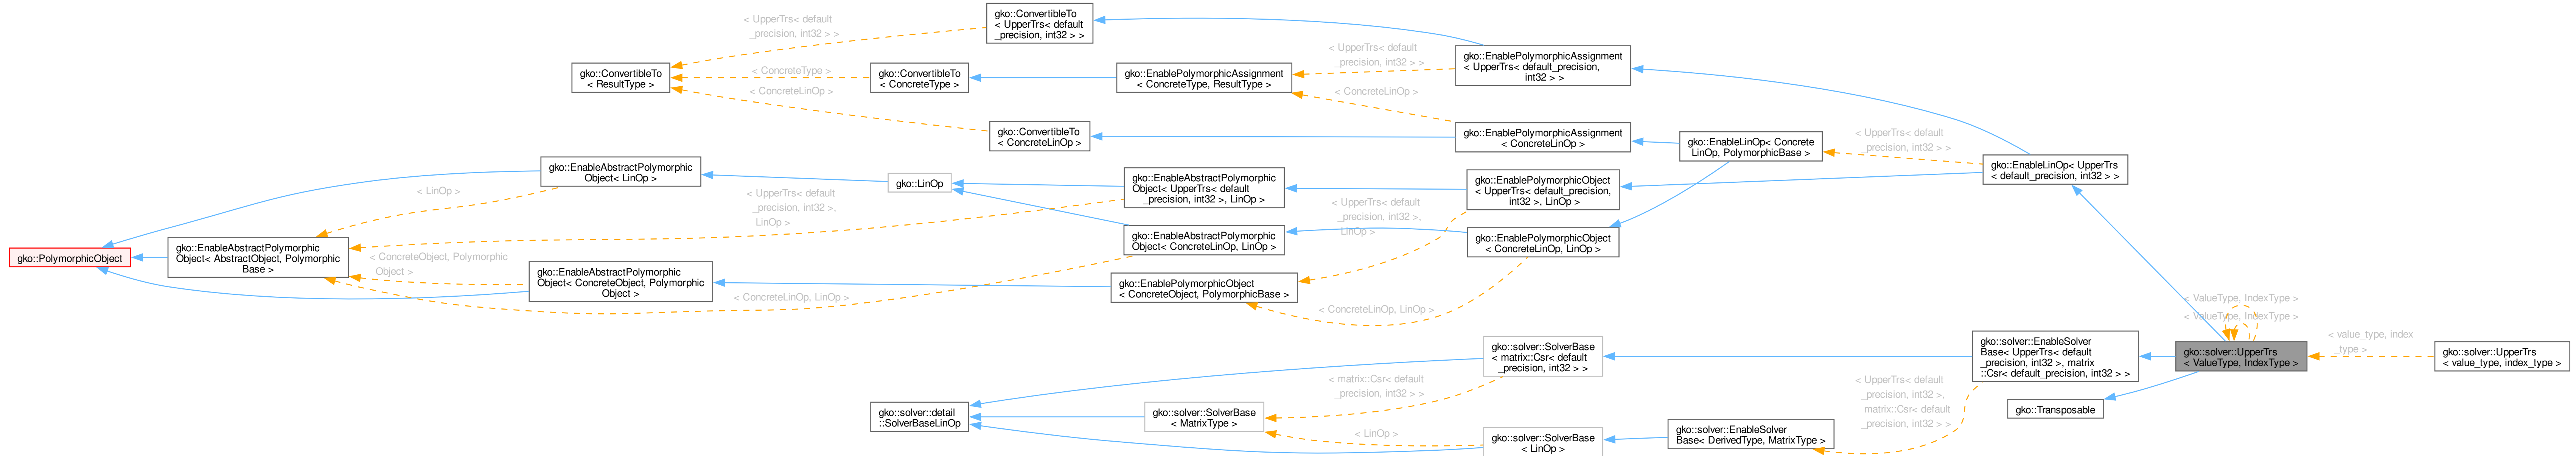 gko::PolymorphicObject
gko::EnableAbstractPolymorphic
Object< AbstractObject, Polymorphic
Base >
gko::EnableAbstractPolymorphic
Object< LinOp >
< LinOp >
gko::EnableAbstractPolymorphic
Object< ConcreteObject, Polymorphic
Object >
< ConcreteObject, Polymorphic
Object >
gko::ConvertibleTo
< ResultType >
gko::ConvertibleTo
< UpperTrs< default
_precision, int32 > >
< UpperTrs< default
_precision, int32 > >
gko::ConvertibleTo
< ConcreteType >
< ConcreteType >
gko::ConvertibleTo
< ConcreteLinOp >
< ConcreteLinOp >
gko::LinOp
gko::EnableAbstractPolymorphic
Object< UpperTrs< default
_precision, int32 >, LinOp >
< UpperTrs< default
_precision, int32 >,
LinOp >
gko::EnableAbstractPolymorphic
Object< ConcreteLinOp, LinOp >
< ConcreteLinOp, LinOp >
gko::EnablePolymorphicObject
< ConcreteObject, PolymorphicBase >
gko::EnablePolymorphicAssignment
< ConcreteType, ResultType >
gko::EnablePolymorphicAssignment
< UpperTrs< default_precision,
int32 > >
< UpperTrs< default
_precision, int32 > >
gko::EnablePolymorphicAssignment
< ConcreteLinOp >
< ConcreteLinOp >
gko::EnablePolymorphicObject
< UpperTrs< default_precision,
int32 >, LinOp >
< UpperTrs< default
_precision, int32 >,
LinOp >
gko::EnablePolymorphicObject
< ConcreteLinOp, LinOp >
< ConcreteLinOp, LinOp >
gko::EnableLinOp< Concrete
LinOp, PolymorphicBase >
gko::EnableLinOp< UpperTrs
< default_precision, int32 > >
< UpperTrs< default
_precision, int32 > >
gko::solver::detail
::SolverBaseLinOp
gko::solver::SolverBase
< matrix::Csr< default
_precision, int32 > >
gko::solver::SolverBase
< MatrixType >
< matrix::Csr< default
_precision, int32 > >
gko::solver::SolverBase
< LinOp >
< LinOp >
gko::solver::EnableSolver
Base< DerivedType, MatrixType >
gko::solver::EnableSolver
Base< UpperTrs< default
_precision, int32 >, matrix
::Csr< default_precision, int32 > >
< UpperTrs< default
_precision, int32 >,
matrix::Csr< default
_precision, int32 > >
gko::Transposable
gko::solver::UpperTrs
< ValueType, IndexType >
< ValueType, IndexType >
< ValueType, IndexType >
gko::solver::UpperTrs
< value_type, index_type >
< value_type, index
_type >